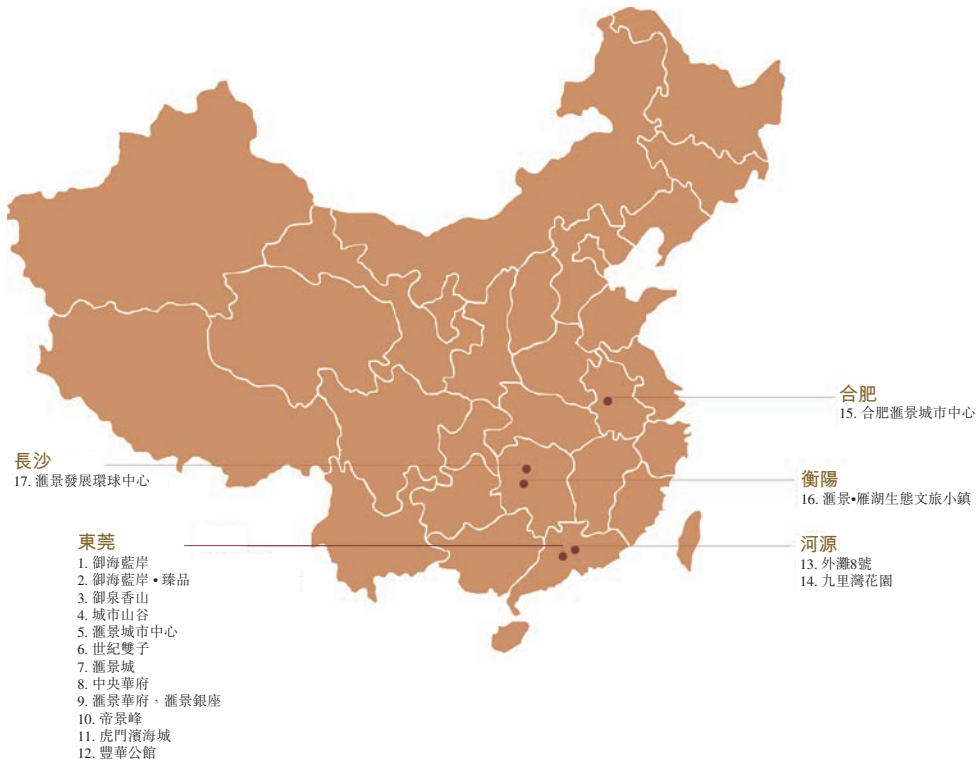 合肥
15. 合肥滙景城市中心
長沙
17. 滙景發展環球中心
衡陽
16. 滙景•雁湖生態文旅小鎮
東莞
1. 御海藍岸
2. 御海藍岸 • 臻品
3. 御泉香山
4. 城市山谷
5. 滙景城市中心
6. 世紀雙子
7. 滙景城
8. 中央華府
9. 滙景華府，滙景銀座
10. 帝景峰
11. 虎門濱海城
12. 豐華公館
河源
13. 外灘8號
14. 九里灣花園